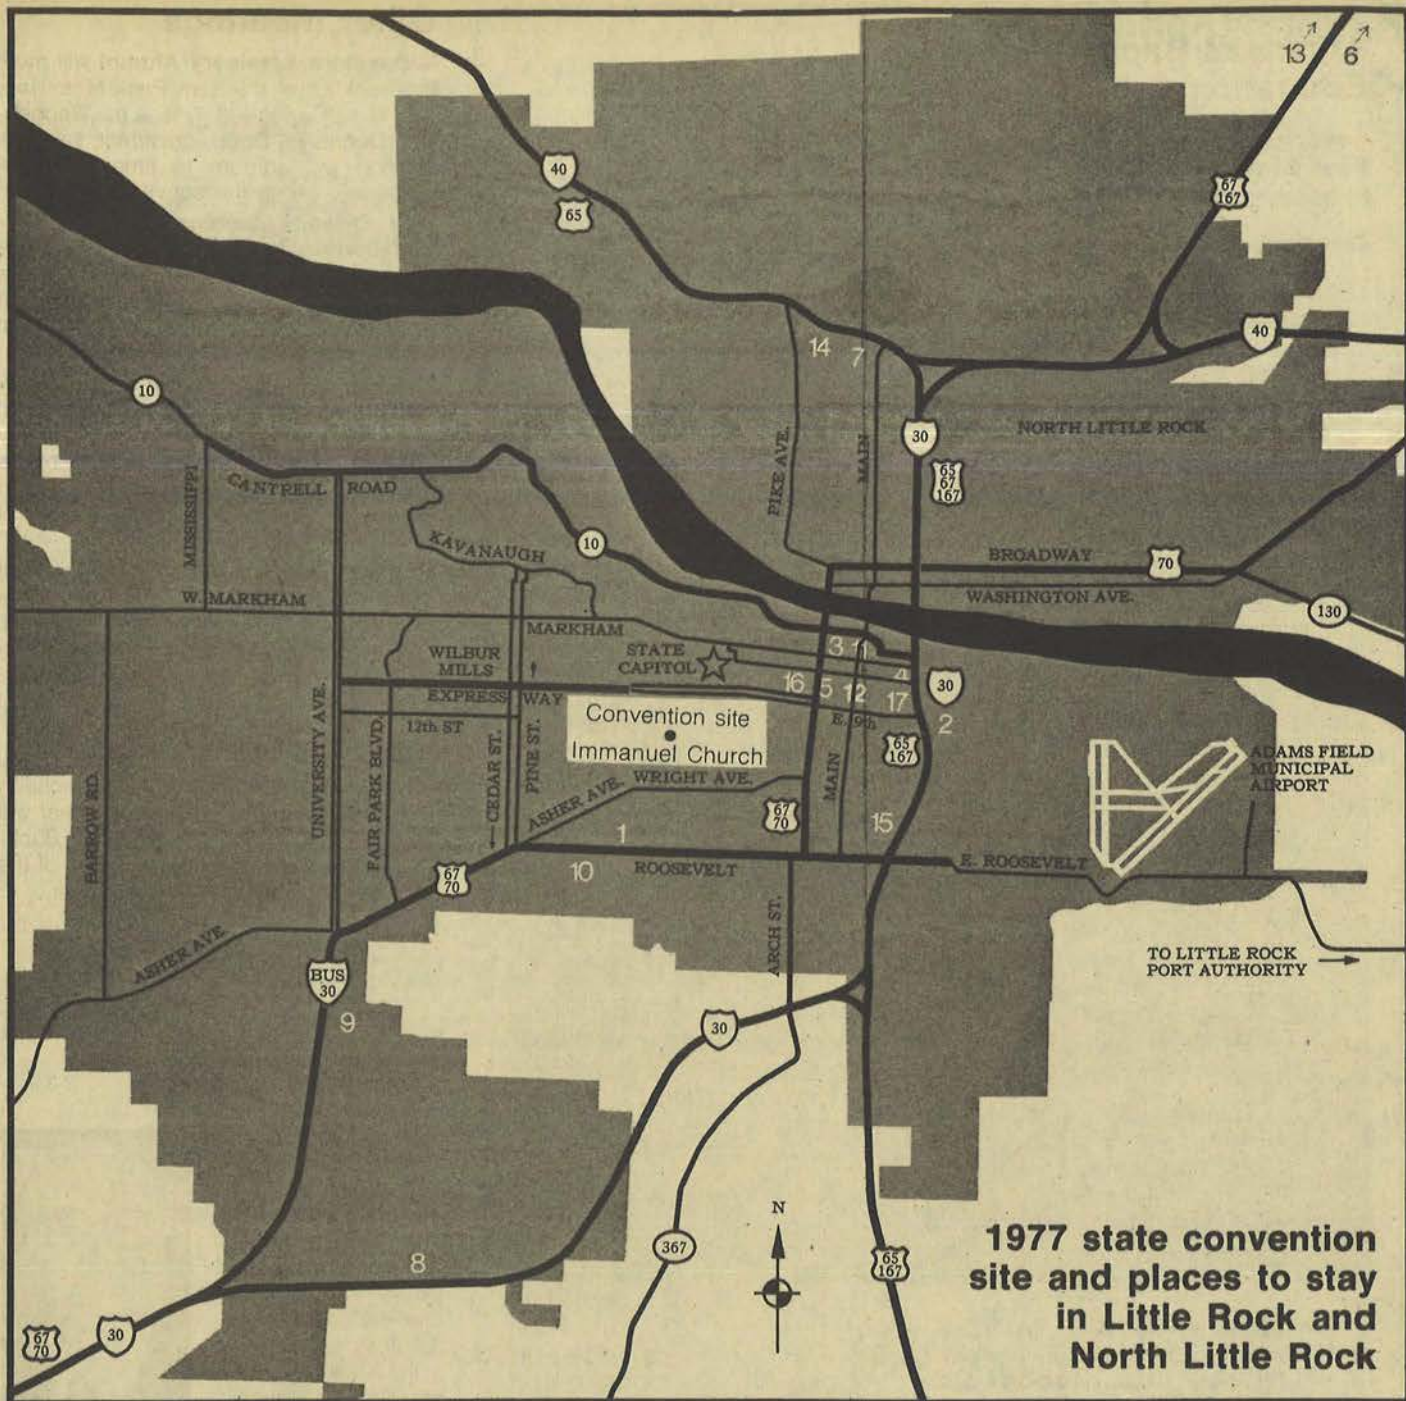 13 6
67
167
40
65
14 7
40
10
30
NORTH LITTLE ROCK
MAIN
PIKE AVE.
65
67
167
CANTRELL ROAD
MISSISSIPPI
KAVANAUGH
10
BROADWAY
70
WASHINGTON AVE.
130
W. MARKHAM
MARKHAM
WILBUR
MILLS
EXPRESS WAY
STATE
CAPITOL
3 11
4
16 5 12 17
30
2
E. 9th
12th ST
Convention site
Immanuel Church
65
167
ADAMS FIELD
MUNICIPAL
AIRPORT
UNIVERSITY AVE.
FAIR PARK BLVD.
CEDAR ST.
PINE ST.
BARROW RD.
ASHER AVE.
WRIGHT AVE.
67
70
MAIN
15
1
10
ROOSEVELT
E. ROOSEVELT
67
70
ARCH ST.
ASHER AVE
TO LITTLE ROCK
PORT AUTHORITY
BUS
30
9
30
N
367
8
65
167
67
70
30
1977 state convention
site and places to stay
in Little Rock and
North Little Rock